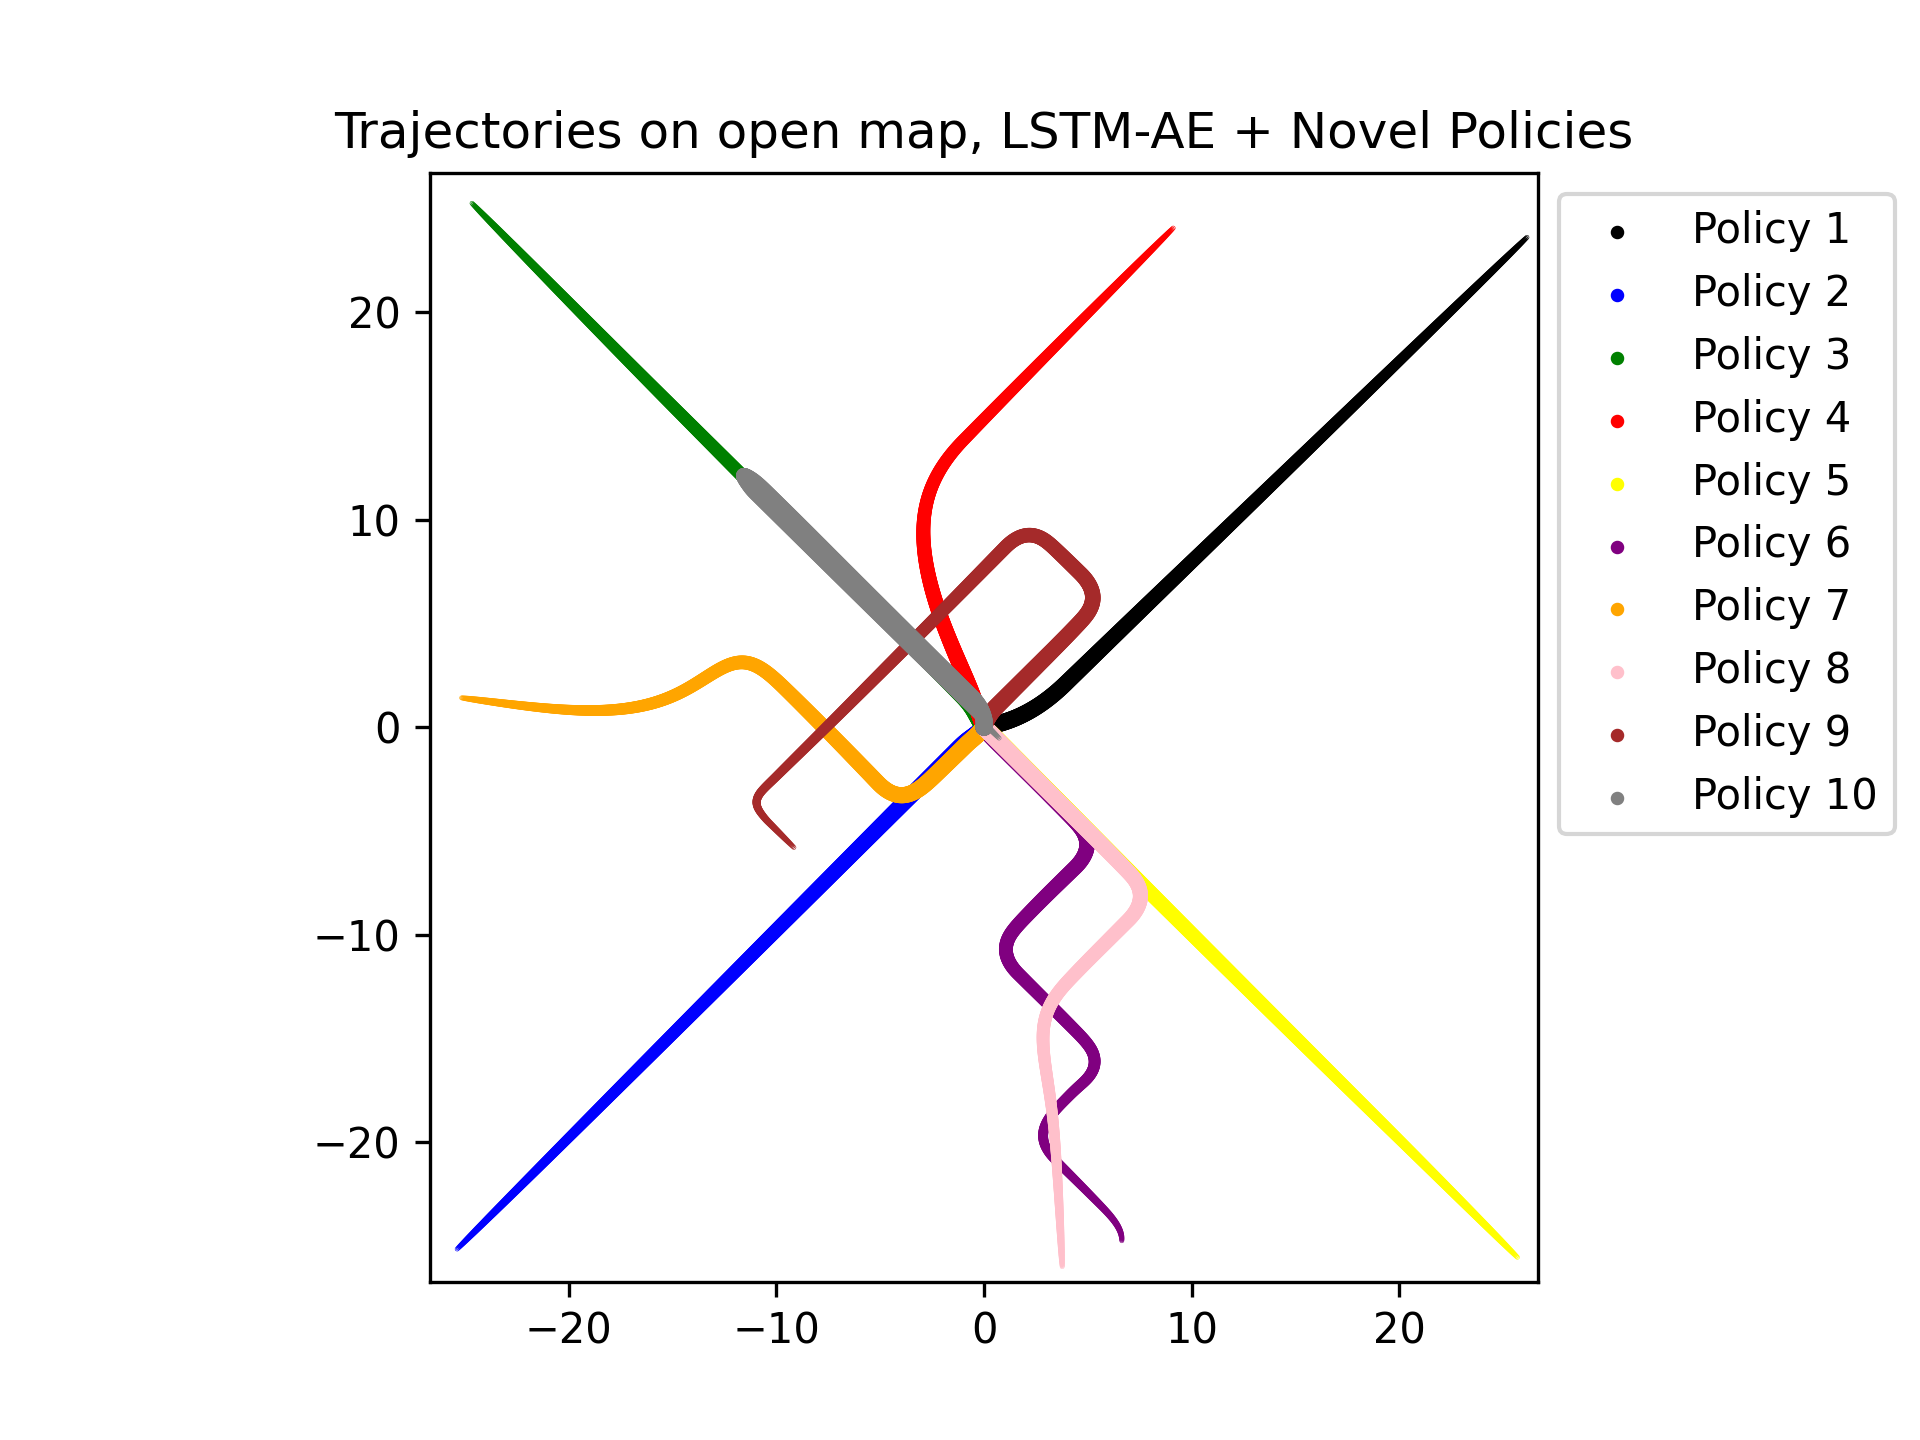 Trajectories on open map, LSTM-AE + Novel Policies
Policy 1
Policy 2
Policy 3
Policy 4
Policy 5
Policy 6
Policy 7
Policy 8
Policy 9
Policy 10
20
10
0
−10
−20
−20
−10
0
10
20